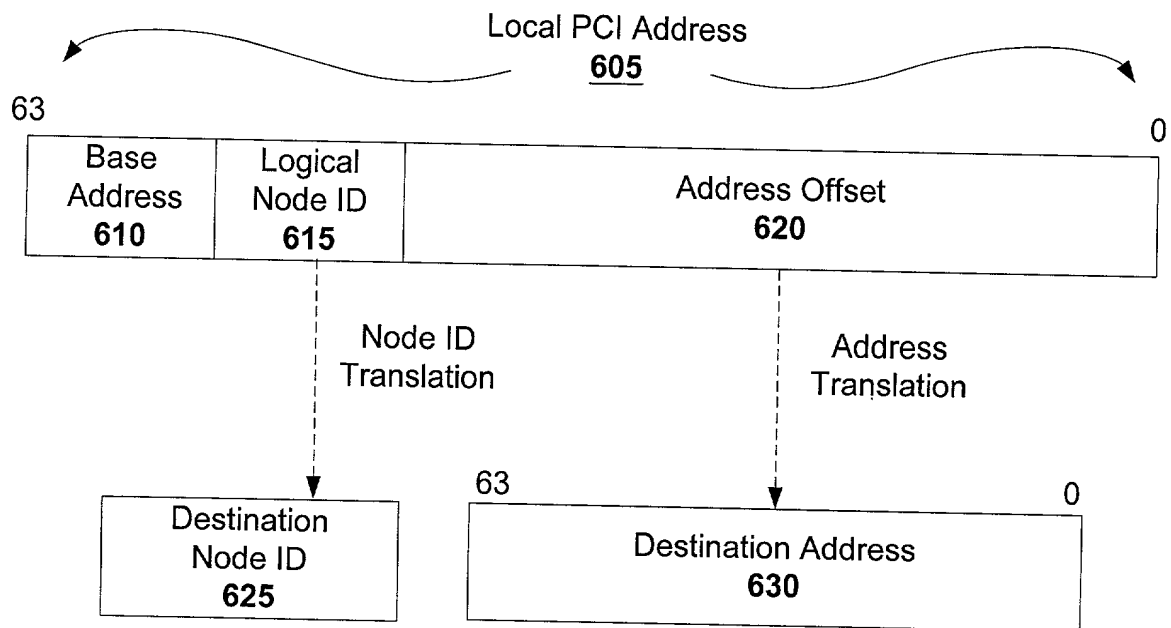 Local PCI Address
605
63
0
Base
Address
610
Logical
Node ID
615
Address Offset
620
Node ID
Translation
Address
Translation
63
0
Destination
Node ID
625
Destination Address
630